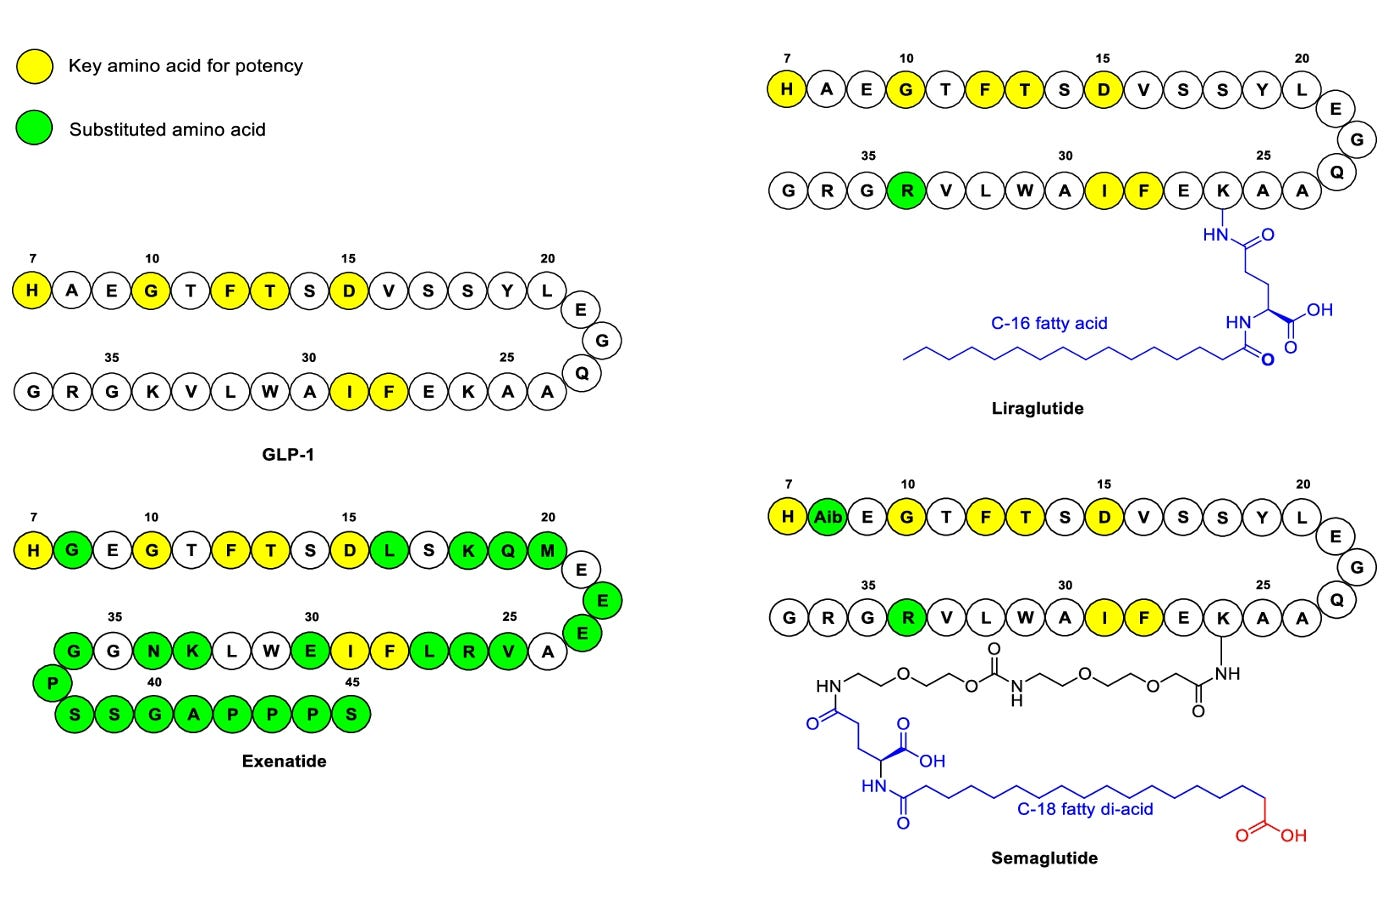 Key amino acid for potency
Substituted amino acid
7 10 15 20
H A E G T F T S D V S S Y L
E
G
Q
35 30 25
G R G K V L W A I F E K A A
GLP-1
7 10 15 20
H G E G T F T S D L S K Q M
E
E
E
35 30 25
G G N K L W E I F L R V A
P
40 45
S S G A P P P S
Exenatide
7 10 15 20
H A E G T F T S D V S S Y L
E
G
Q
35 30 25
G R G R V L W A I F E K A A
HN O
C-16 fatty acid HN OH
O
O
Liraglutide
7 10 15 20
H Aib E G T F T S D V S S Y L
E
G
Q
35 30 25
G R G R V L W A I F E K A A
O
HN O O N O O NH
H
O
O O
OH
HN
C-18 fatty di-acid
O
O OH
Semaglutide